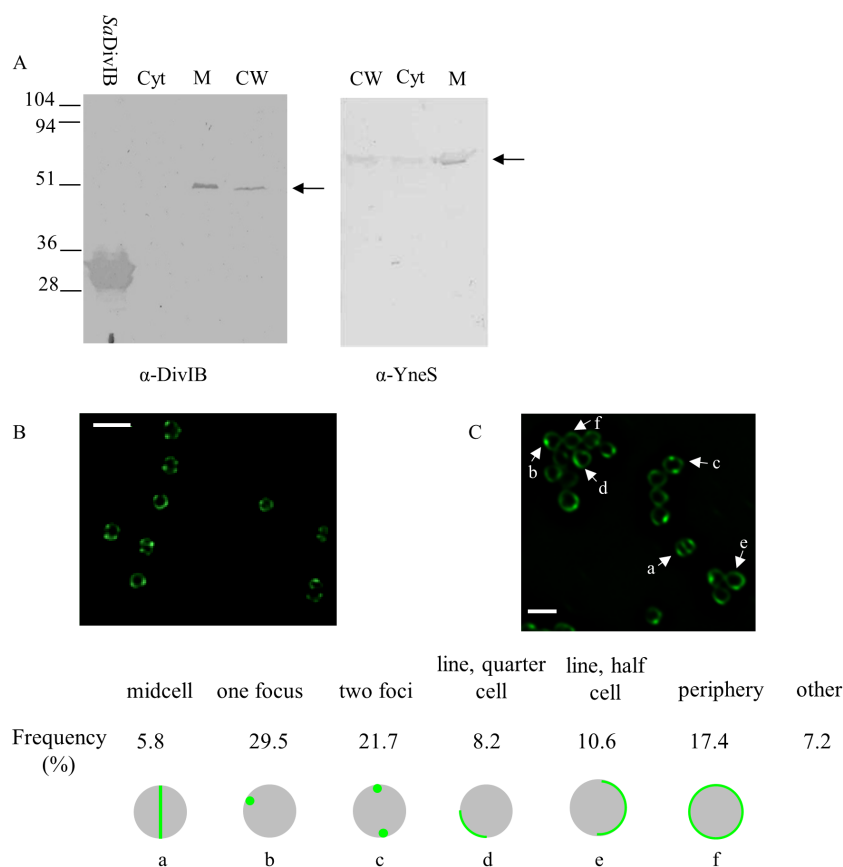 A
SaDivIB
Cyt
M
CW
CW
Cyt
M
104
94
51
36
28
α-DivIB
α-YneS
B
C
f
b
d
c
a
e
midcell
one focus
two foci
line, quarter
cell
line, half
cell
periphery
other
Frequency
(%)
5.8
29.5
21.7
8.2
10.6
17.4
7.2
a
b
c
d
e
f